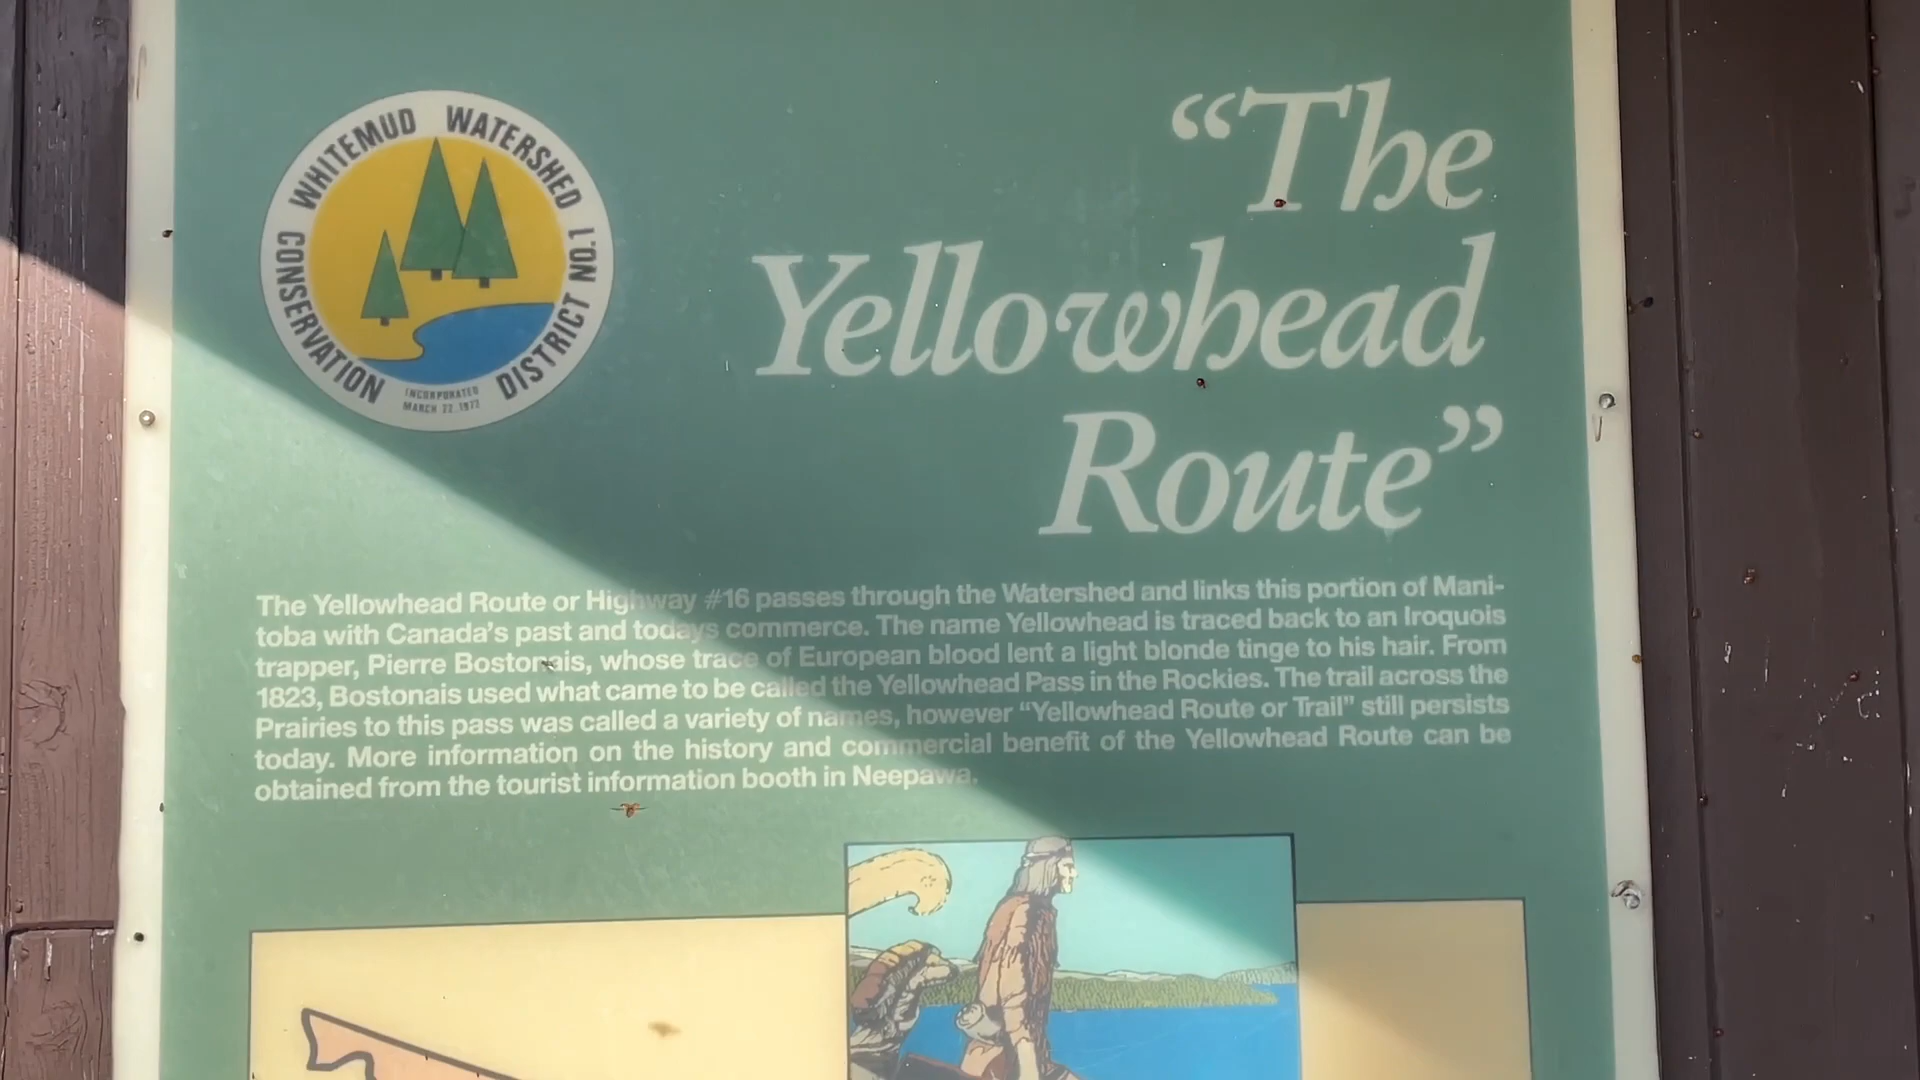 WHITEMUD WATERSHED
CONSERVATION DISTRICT NO.1
INCORPORATED
MARCH 22, 1972
“The
Yellowhead
Route”
The Yellowhead Route or Highway #16 passes through the Watershed and links this portion of Mani-
toba with Canada’s past and todays commerce. The name Yellowhead is traced back to an Iroquois
trapper, Pierre Bostonais, whose trace of European blood lent a light blonde tinge to his hair. From
1823, Bostonais used what came to be called the Yellowhead Pass in the Rockies. The trail across the
Prairies to this pass was called a variety of names, however “Yellowhead Route or Trail” still persists
today. More information on the history and commercial benefit of the Yellowhead Route can be
obtained from the tourist information booth in Neepawa.